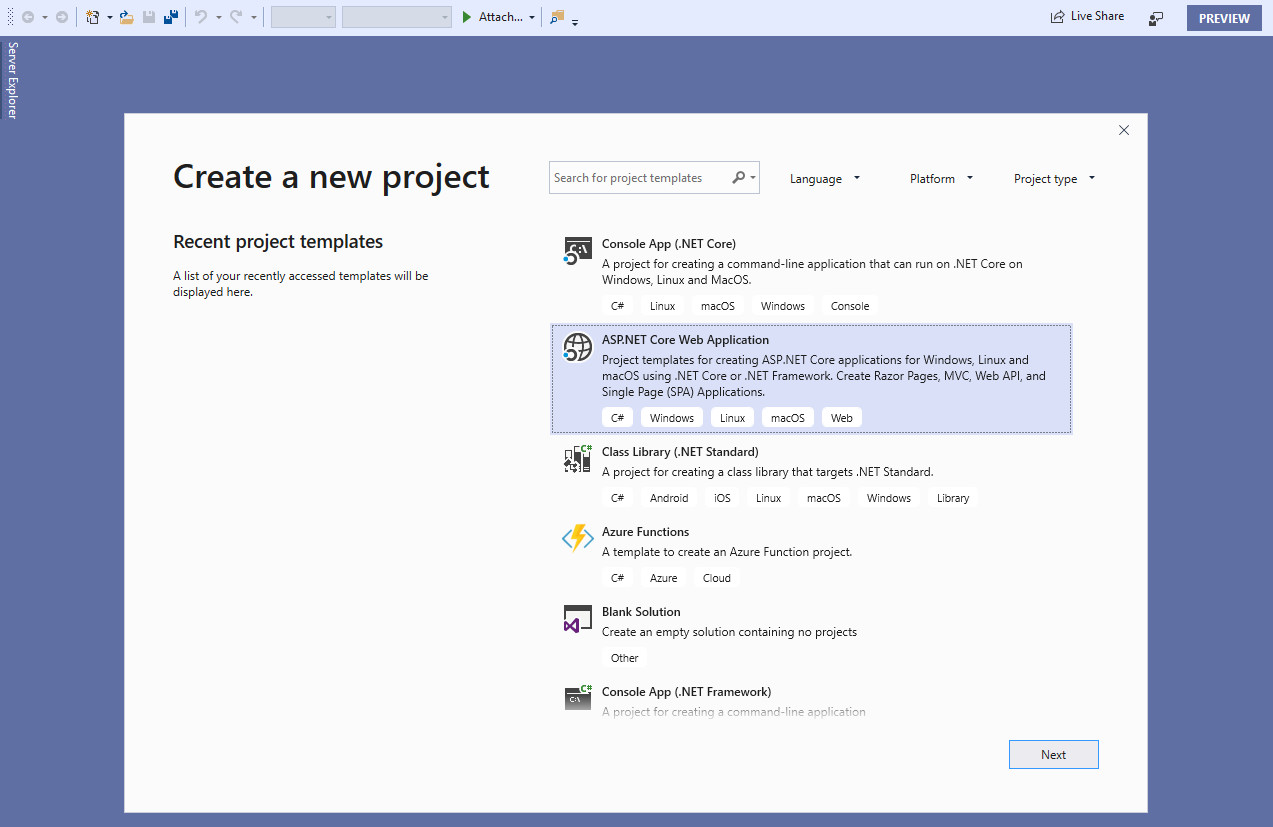 Attach...
Live Share
PREVIEW
Server Explorer
Create a new project
Search for project templates
Language
Platform
Project type
Recent project templates
A list of your recently accessed templates will be
displayed here.
Console App (.NET Core)
A project for creating a command-line application that can run on .NET Core on
Windows, Linux and MacOS.
C# Linux macOS Windows Console
ASP.NET Core Web Application
Project templates for creating ASP.NET Core applications for Windows, Linux and
macOS using .NET Core or .NET Framework. Create Razor Pages, MVC, Web API, and
Single Page (SPA) Applications.
C# Windows Linux macOS Web
C#
Class Library (.NET Standard)
A project for creating a class library that targets .NET Standard.
C# Android iOS Linux macOS Windows Library
Azure Functions
A template to create an Azure Function project.
C# Azure Cloud
Blank Solution
Create an empty solution containing no projects
Other
C#
Console App (.NET Framework)
A project for creating a command-line application
Next